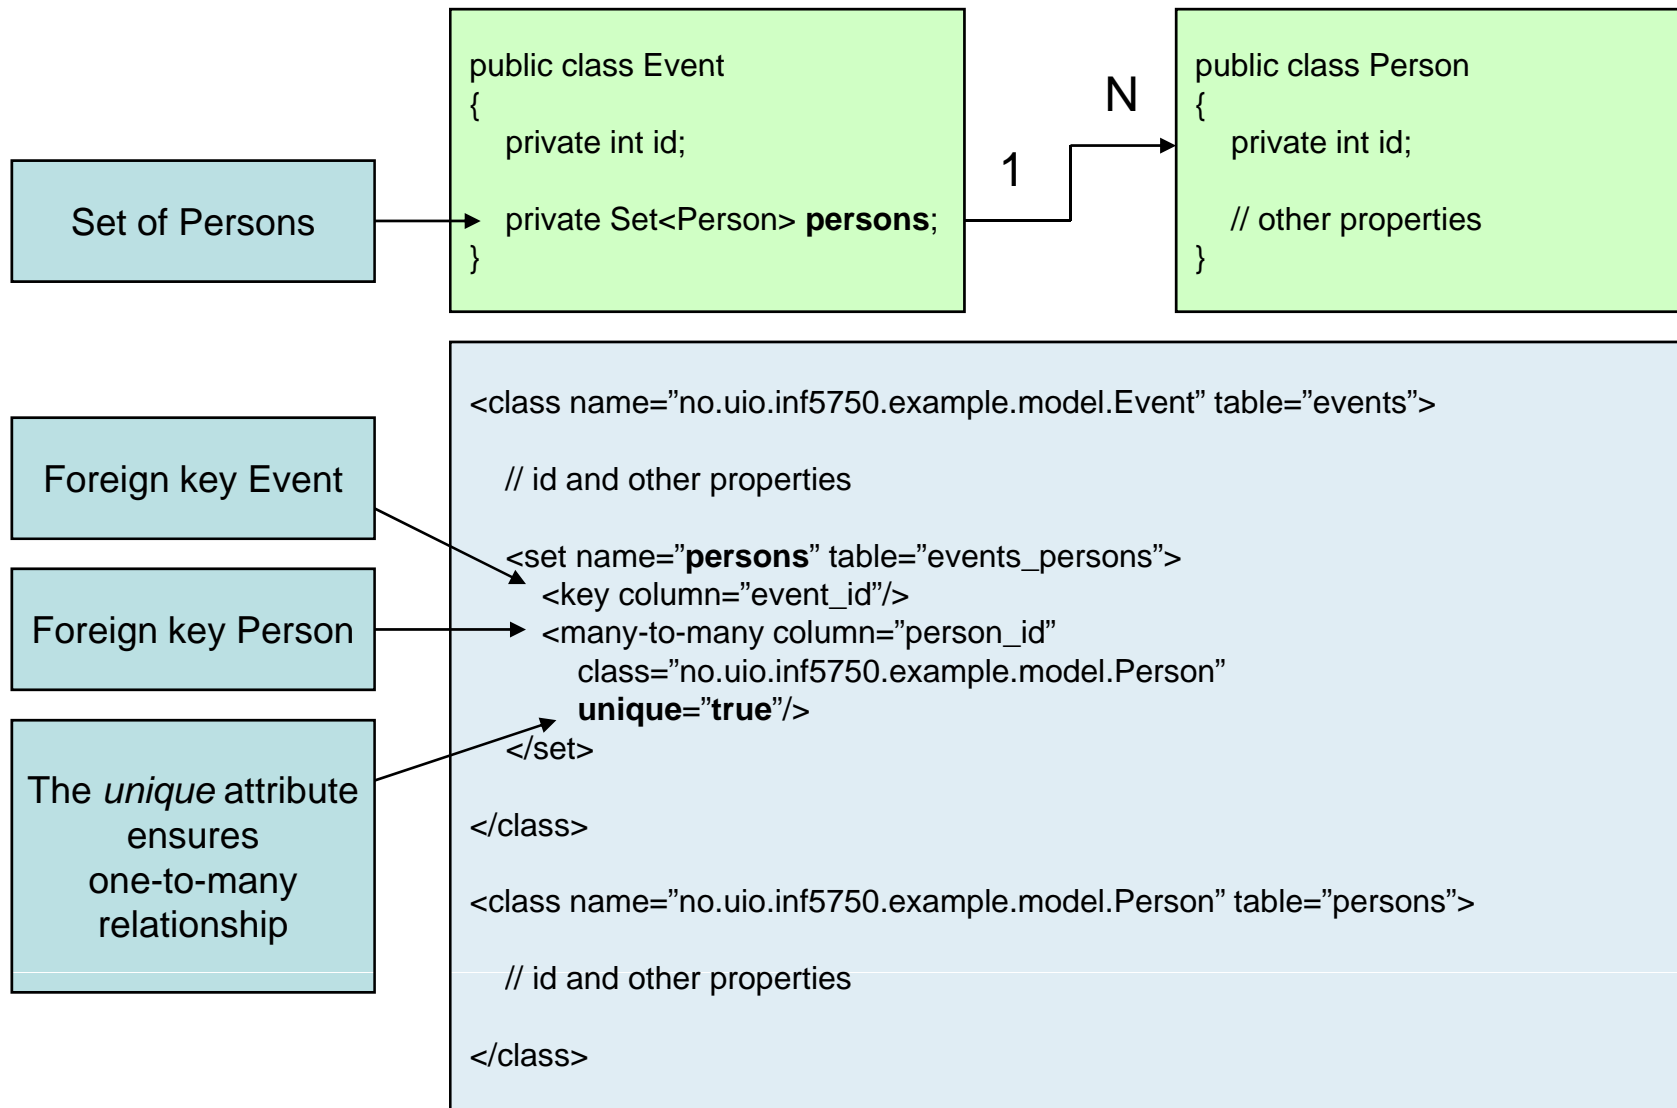 public class Event
{
private int id;
private Set<Person> persons;
}
1
N
public class Person
{
private int id;
// other properties
}
Set of Persons
Foreign key Event
Foreign key Person
The unique attribute
ensures
one-to-many
relationship
<class name=”no.uio.inf5750.example.model.Event” table=”events”>
// id and other properties
<set name=”persons” table=”events_persons”>
<key column=”event_id”/>
<many-to-many column=”person_id”
class=”no.uio.inf5750.example.model.Person”
unique=”true”/>
</set>
</class>
<class name=”no.uio.inf5750.example.model.Person” table=”persons”>
// id and other properties
</class>